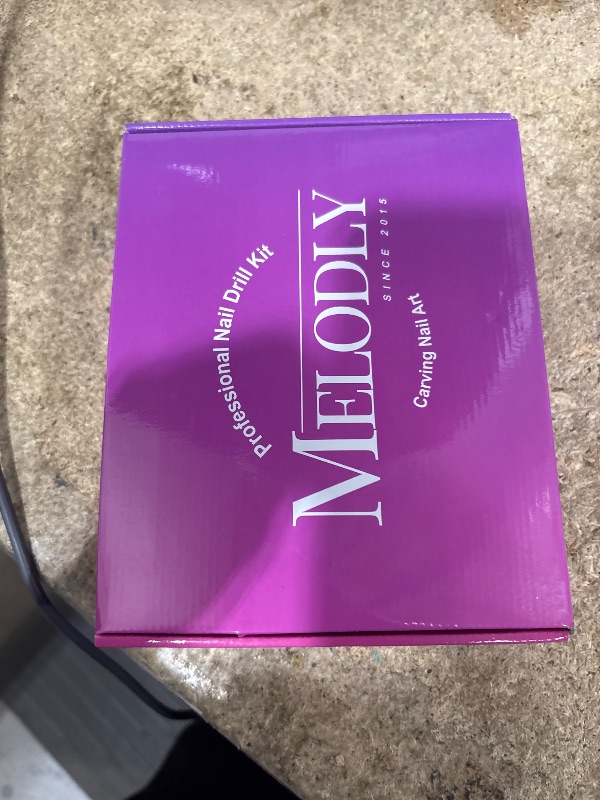 Professional Nail Drill Kit
MELODLY
SINCE 2015
Carving Nail Art